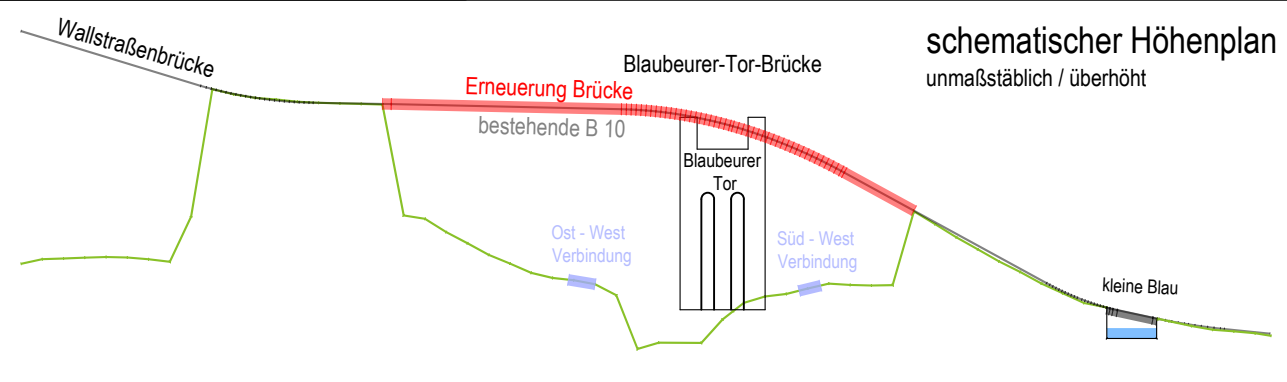 schematischer Höhenplan
unmaßstäblich / überhöht
Wallstraßenbrücke
Blaubeurer-Tor-Brücke
Erneuerung Brücke
bestehende B 10
Blaubeurer
Tor
Ost - West
Verbindung
Süd - West
Verbindung
kleine Blau